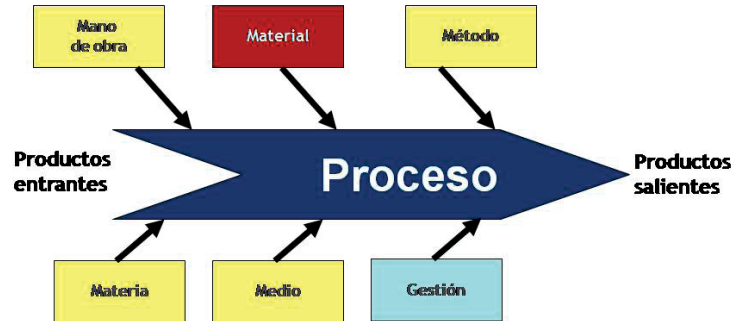 Mano
de obra
Material
Método
Productos
entrantes
Proceso
Productos
salientes
Materia
Medio
Gestión